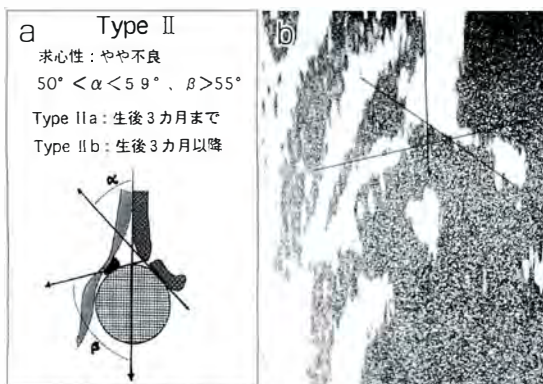 a
Type Ⅱ
求心性：やや不良
50°＜α＜59°、β＞55°
Type Ⅱa：生後3カ月まで
Type Ⅱb：生後3カ月以降
α
β
b